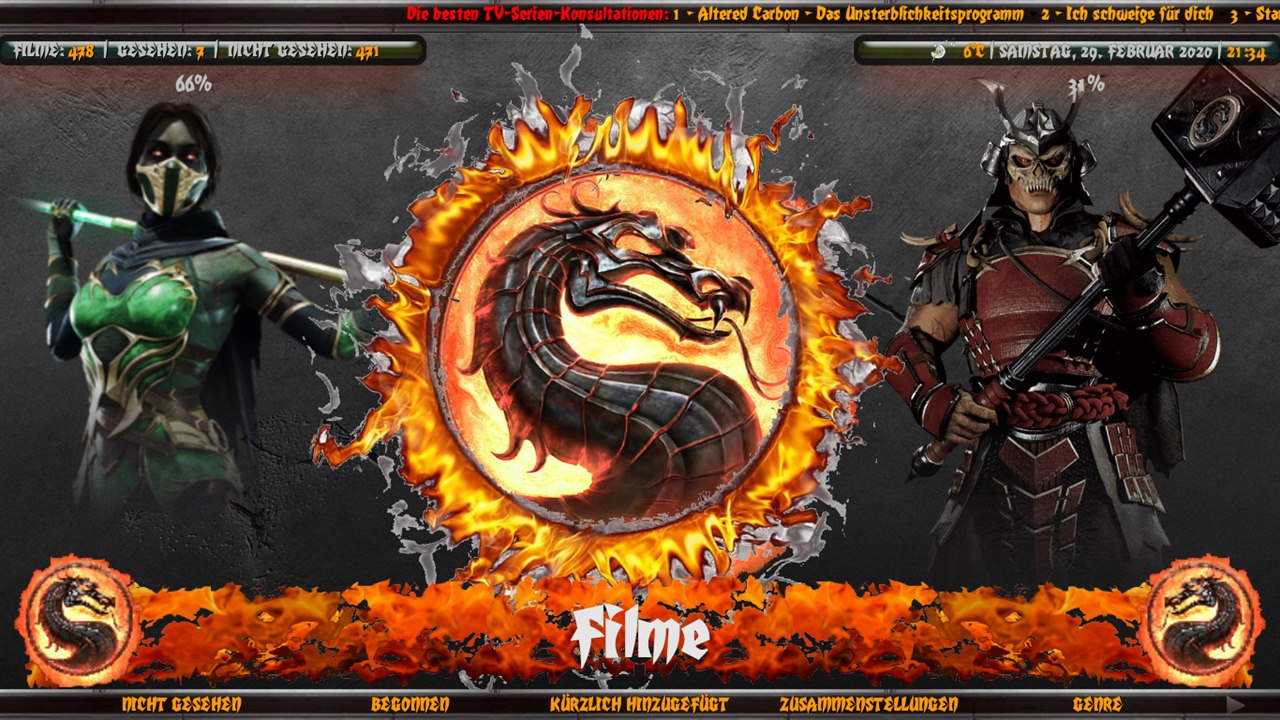 Die besten TV-Serien-Konsultationen: 1 - Altered Carbon - Das Unsterblichkeitsprogramm 2 - Ich schweige für dich 3 - Sta
FILME: 478 | GESEHEN: 7 | NICHT GESEHEN: 471
6°C | SAMSTAG, 29. FEBRUAR 2020 | 21:34
66%
31%
Filme
NICHT GESEHEN BEGONNEN KÜRZLICH HINZUGEFÜGT ZUSAMMENSTELLUNGEN GENRE